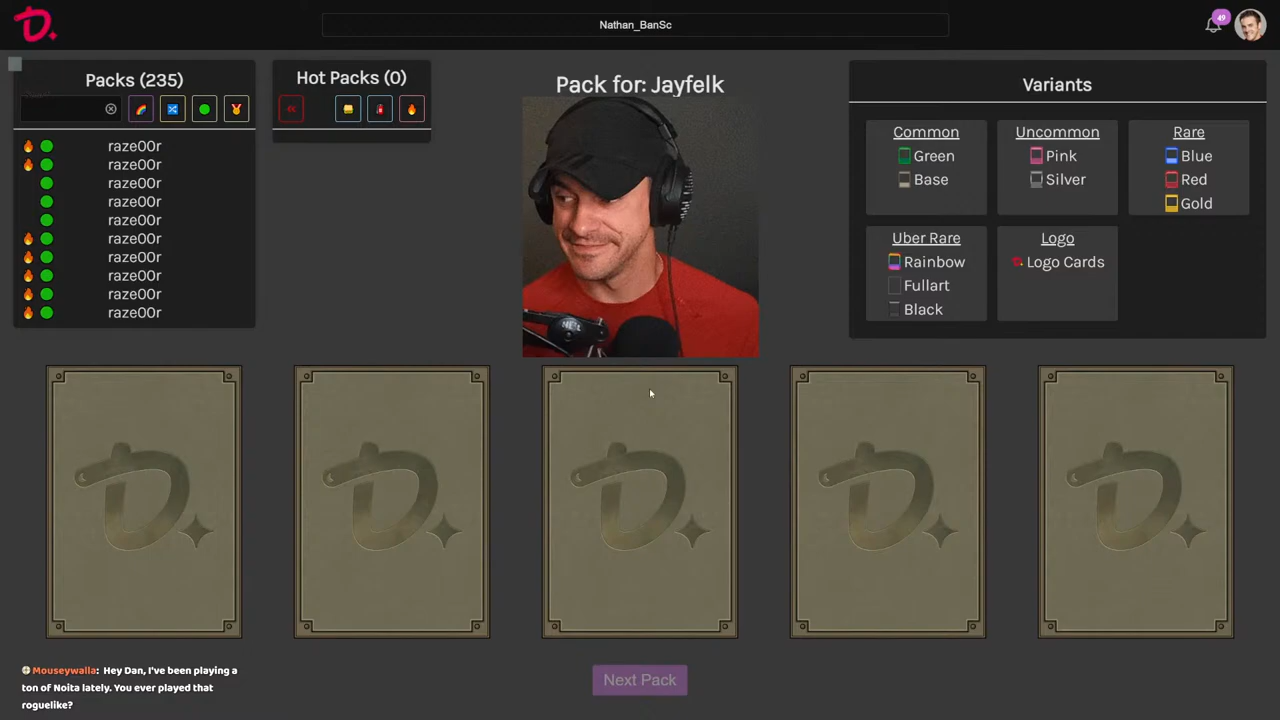 Nathan_BanSc
49
Packs (235)
raze00r
raze00r
raze00r
raze00r
raze00r
raze00r
raze00r
raze00r
raze00r
raze00r
Hot Packs (0)
Pack for: Jayfelk
Variants
Common
Green
Base
Uncommon
Pink
Silver
Rare
Blue
Red
Gold
Uber Rare
Rainbow
Fullart
Black
Logo
Logo Cards
Next Pack
Mouseywalla: Hey Dan, I've been playing a
ton of Noita lately. You ever played that
roguelike?